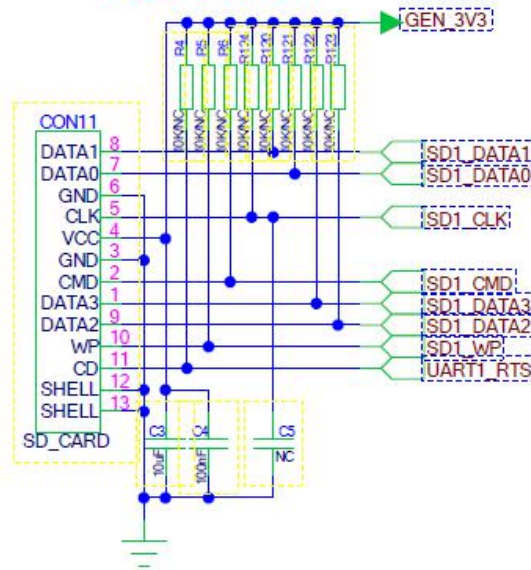 GEN_3V3
R4
R5
R6
R124
R120
R121
R122
R123
10K/NC
10K/NC
10K/NC
10K/NC
10K/NC
10K/NC
10K/NC
10K/NC
CON11
DATA1 8 SD1_DATA1
DATA0 7 SD1_DATA0
GND 6
CLK 5 SD1_CLK
VCC 4
GND 3
CMD 2 SD1_CMD
DATA3 1 SD1_DATA3
DATA2 9 SD1_DATA2
WP 10 SD1_WP
CD 11 UART1_RTS
SHELL 12
SHELL 13
SD_CARD
C3
10uF
C4
100nF
C5
NC